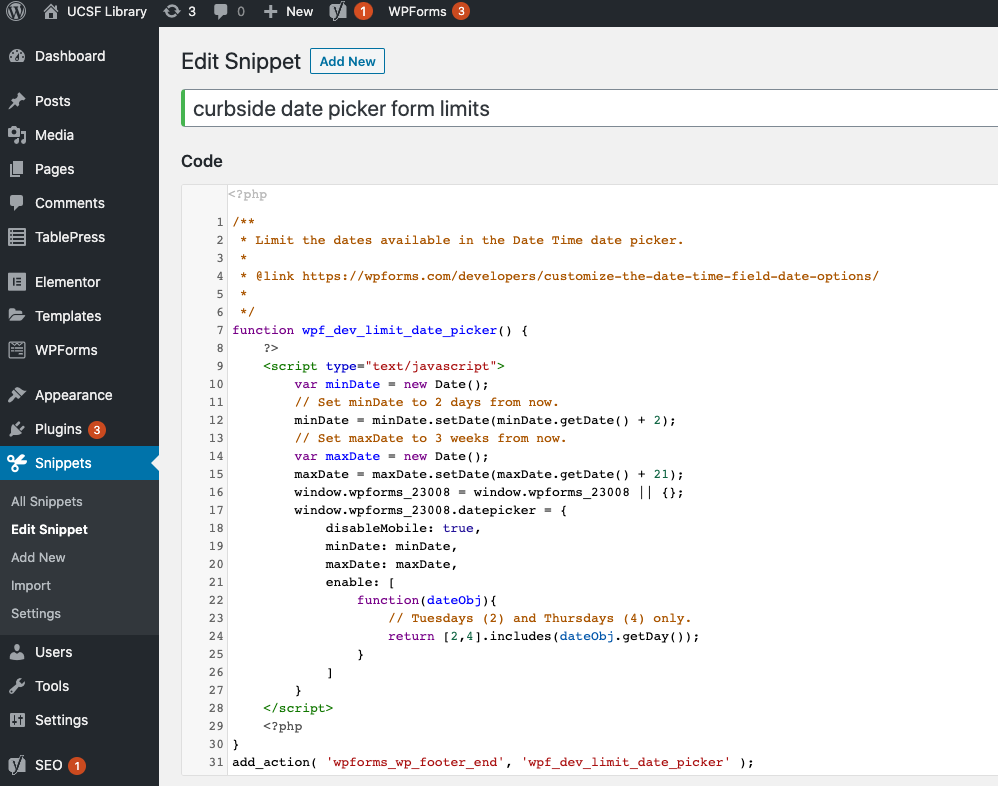 UCSF Library 3 0 New 1 WPForms 3
Dashboard
Posts
Media
Pages
Comments
TablePress
Elementor
Templates
WPForms
Appearance
Plugins 3
Snippets
All Snippets
Edit Snippet
Add New
Import
Settings
Users
Tools
Settings
SEO 1
Edit Snippet Add New
curbside date picker form limits
Code
<?php
1 /**
2  * Limit the dates available in the Date Time date picker.
3  *
4  * @link https://wpforms.com/developers/customize-the-date-time-field-date-options/
5  *
6  */
7 function wpf_dev_limit_date_picker() {
8     ?>
9     <script type="text/javascript">
10         var minDate = new Date();
11         // Set minDate to 2 days from now.
12         minDate = minDate.setDate(minDate.getDate() + 2);
13         // Set maxDate to 3 weeks from now.
14         var maxDate = new Date();
15         maxDate = maxDate.setDate(maxDate.getDate() + 21);
16         window.wpforms_23008 = window.wpforms_23008 || {};
17         window.wpforms_23008.datepicker = {
18             disableMobile: true,
19             minDate: minDate,
20             maxDate: maxDate,
21             enable: [
22                 function(dateObj){
23                     // Tuesdays (2) and Thursdays (4) only.
24                     return [2,4].includes(dateObj.getDay());
25                 }
26             ]
27         }
28     </script>
29     <?php
30 }
31 add_action( 'wpforms_wp_footer_end', 'wpf_dev_limit_date_picker' );